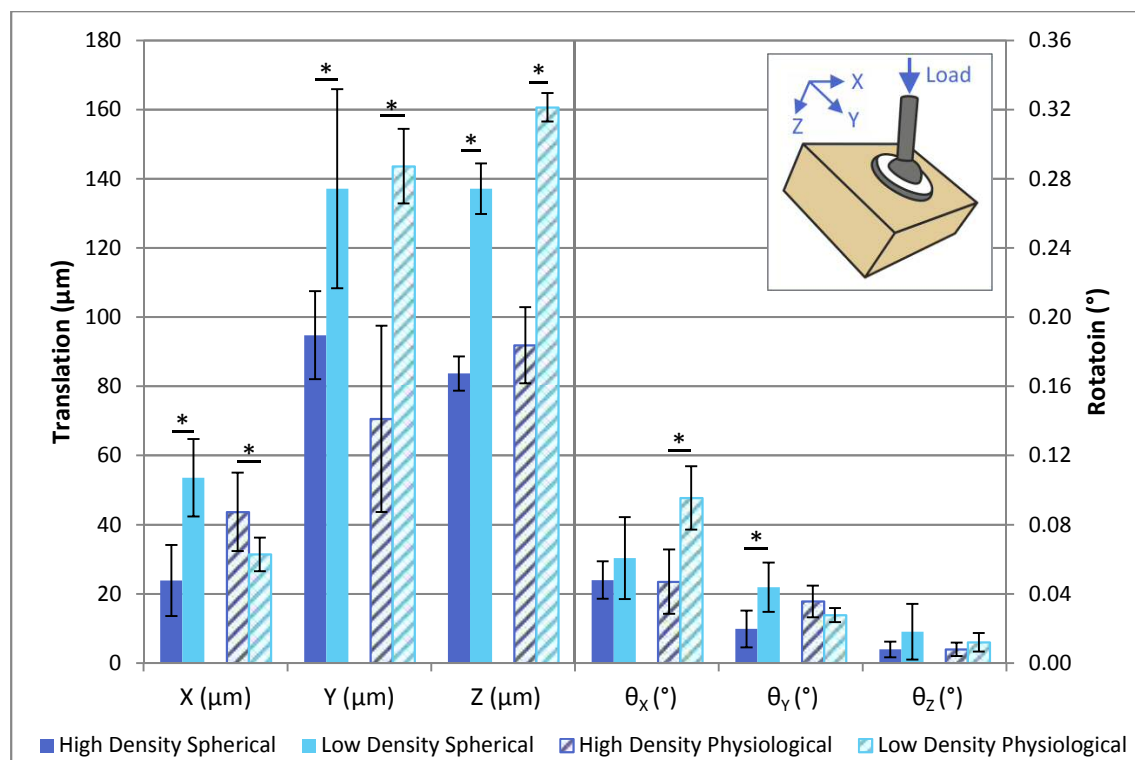 180
160
140
120
100
80
60
40
20
0
Translation (µm)
0.36
0.32
0.28
0.24
0.20
0.16
0.12
0.08
0.04
0.00
Rotatoin (°)
* * * * * * * * *
X
Y
Z
Load
X (µm) Y (µm) Z (µm) θX (°) θY (°) θZ (°)
High Density Spherical Low Density Spherical High Density Physiological Low Density Physiological